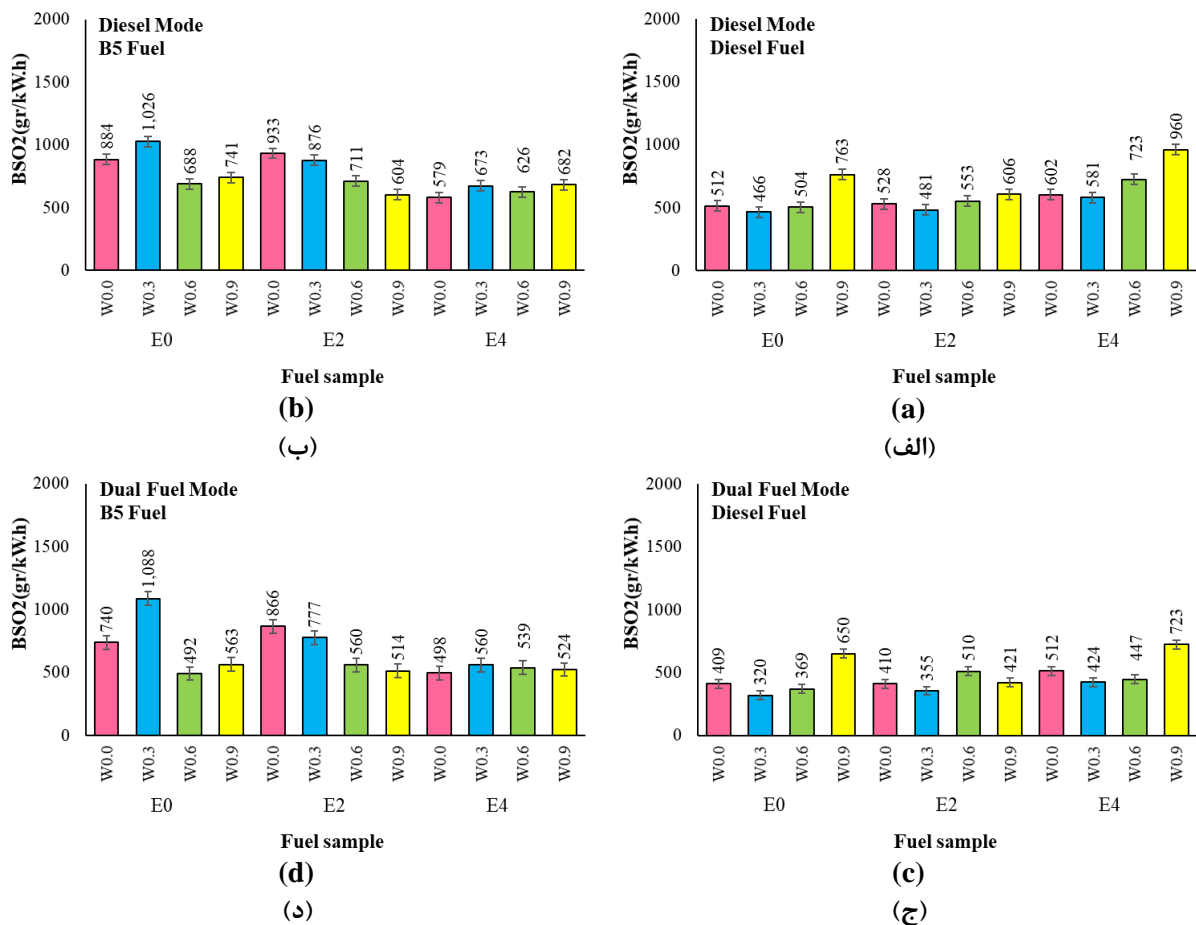 Diesel Mode
B5 Fuel
BSO2(gr/kW.h)
2000
1500
1000
500
0
884
1,026
688
741
933
876
711
604
579
673
626
682
W0.0 W0.3 W0.6 W0.9 W0.0 W0.3 W0.6 W0.9 W0.0 W0.3 W0.6 W0.9
E0 E2 E4
Fuel sample
(b)
(ب)
Diesel Mode
Diesel Fuel
BSO2(gr/kW.h)
2000
1500
1000
500
0
512
466
504
763
528
481
553
606
602
581
723
960
W0.0 W0.3 W0.6 W0.9 W0.0 W0.3 W0.6 W0.9 W0.0 W0.3 W0.6 W0.9
E0 E2 E4
Fuel sample
(a)
(الف)
Dual Fuel Mode
B5 Fuel
BSO2(gr/kW.h)
2000
1500
1000
500
0
740
1,088
492
563
866
777
560
514
498
560
539
524
W0.0 W0.3 W0.6 W0.9 W0.0 W0.3 W0.6 W0.9 W0.0 W0.3 W0.6 W0.9
E0 E2 E4
Fuel sample
(d)
(د)
Dual Fuel Mode
Diesel Fuel
BSO2(gr/kW.h)
2000
1500
1000
500
0
409
320
369
650
410
355
510
421
512
424
447
723
W0.0 W0.3 W0.6 W0.9 W0.0 W0.3 W0.6 W0.9 W0.0 W0.3 W0.6 W0.9
E0 E2 E4
Fuel sample
(c)
(ج)